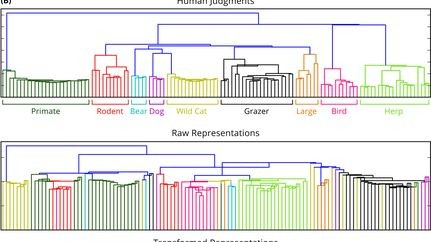 (B)
Human Judgments
Primate Rodent Bear Dog Wild Cat Grazer Large Bird Herp
Raw Representations
Transformed Representations